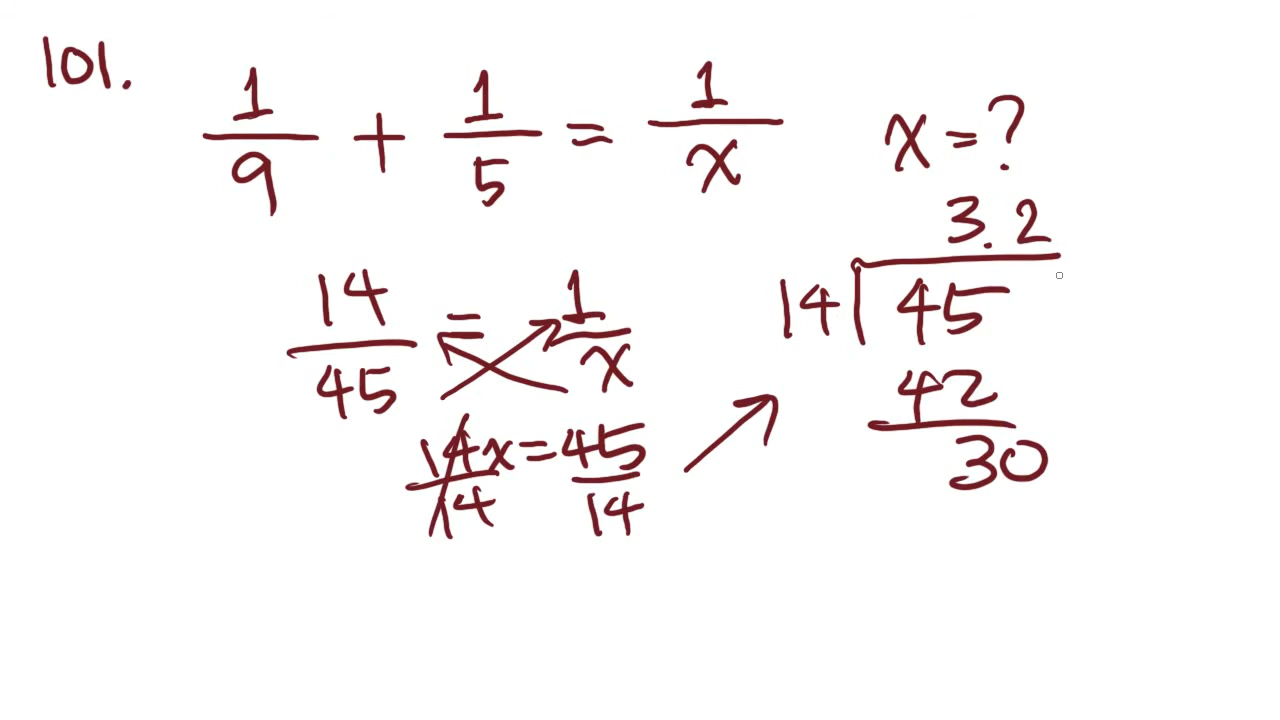 101.
1/9 + 1/5 = 1/x x = ?
14/45 = 1/x
14x/14 = 45/14
3.2
14 45
42
30